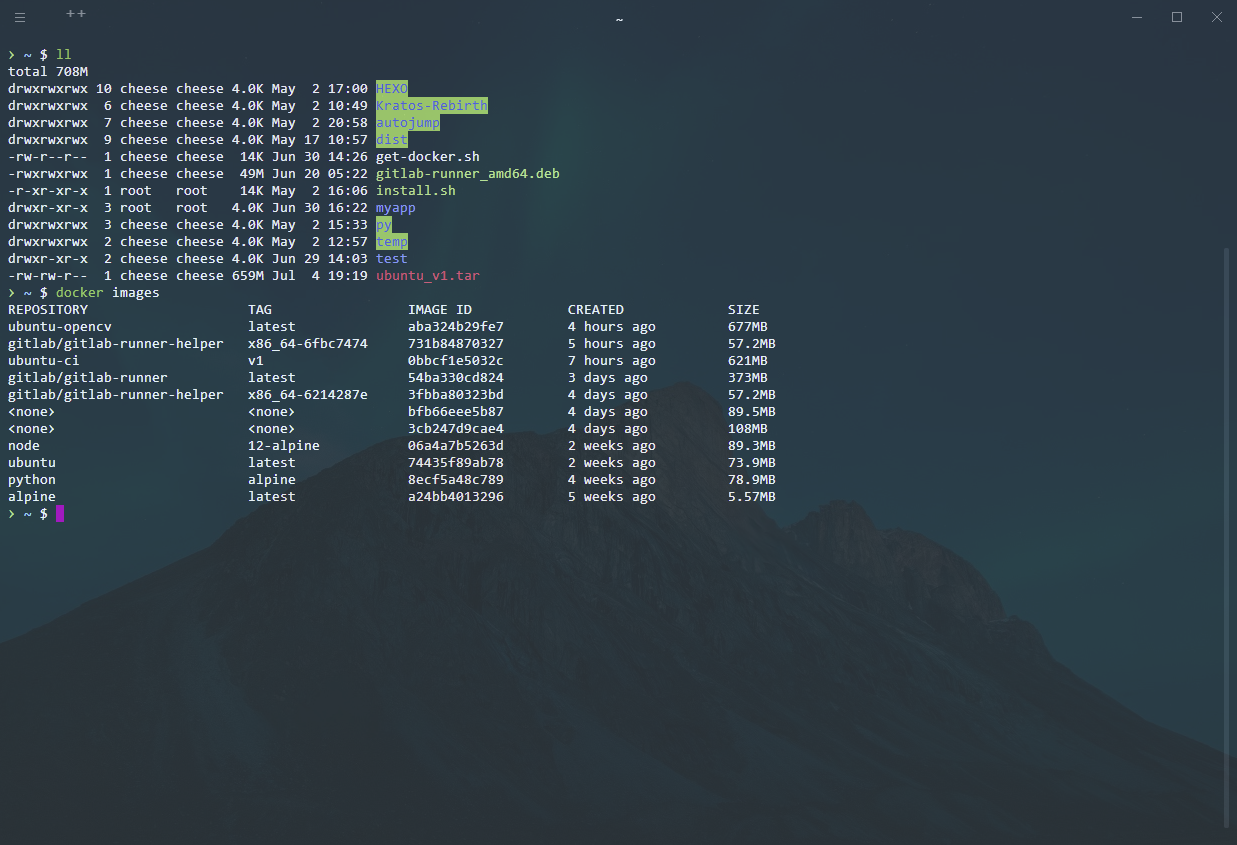 ~
› ~ $ ll
total 708M
drwxrwxrwx 10 cheese cheese 4.0K May  2 17:00 HEXO
drwxrwxrwx  6 cheese cheese 4.0K May  2 10:49 Kratos-Rebirth
drwxrwxrwx  7 cheese cheese 4.0K May  2 20:58 autojump
drwxrwxrwx  9 cheese cheese 4.0K May 17 10:57 dist
-rw-r--r--  1 cheese cheese  14K Jun 30 14:26 get-docker.sh
-rwxrwxrwx  1 cheese cheese  49M Jun 20 05:22 gitlab-runner_amd64.deb
-r-xr-xr-x  1 root   root    14K May  2 16:06 install.sh
drwxr-xr-x  3 root   root   4.0K Jun 30 16:22 myapp
drwxrwxrwx  3 cheese cheese 4.0K May  2 15:33 py
drwxrwxrwx  2 cheese cheese 4.0K May  2 12:57 temp
drwxr-xr-x  2 cheese cheese 4.0K Jun 29 14:03 test
-rw-rw-r--  1 cheese cheese 659M Jul  4 19:19 ubuntu_v1.tar
› ~ $ docker images
REPOSITORY                    TAG                 IMAGE ID            CREATED             SIZE
ubuntu-opencv                 latest              aba324b29fe7        4 hours ago         677MB
gitlab/gitlab-runner-helper   x86_64-6fbc7474     731b84870327        5 hours ago         57.2MB
ubuntu-ci                     v1                  0bbcf1e5032c        7 hours ago         621MB
gitlab/gitlab-runner          latest              54ba330cd824        3 days ago          373MB
gitlab/gitlab-runner-helper   x86_64-6214287e     3fbba80323bd        4 days ago          57.2MB
<none>                        <none>              bfb66eee5b87        4 days ago          89.5MB
<none>                        <none>              3cb247d9cae4        4 days ago          108MB
node                          12-alpine           06a4a7b5263d        2 weeks ago         89.3MB
ubuntu                        latest              74435f89ab78        2 weeks ago         73.9MB
python                        alpine              8ecf5a48c789        4 weeks ago         78.9MB
alpine                        latest              a24bb4013296        5 weeks ago         5.57MB
› ~ $